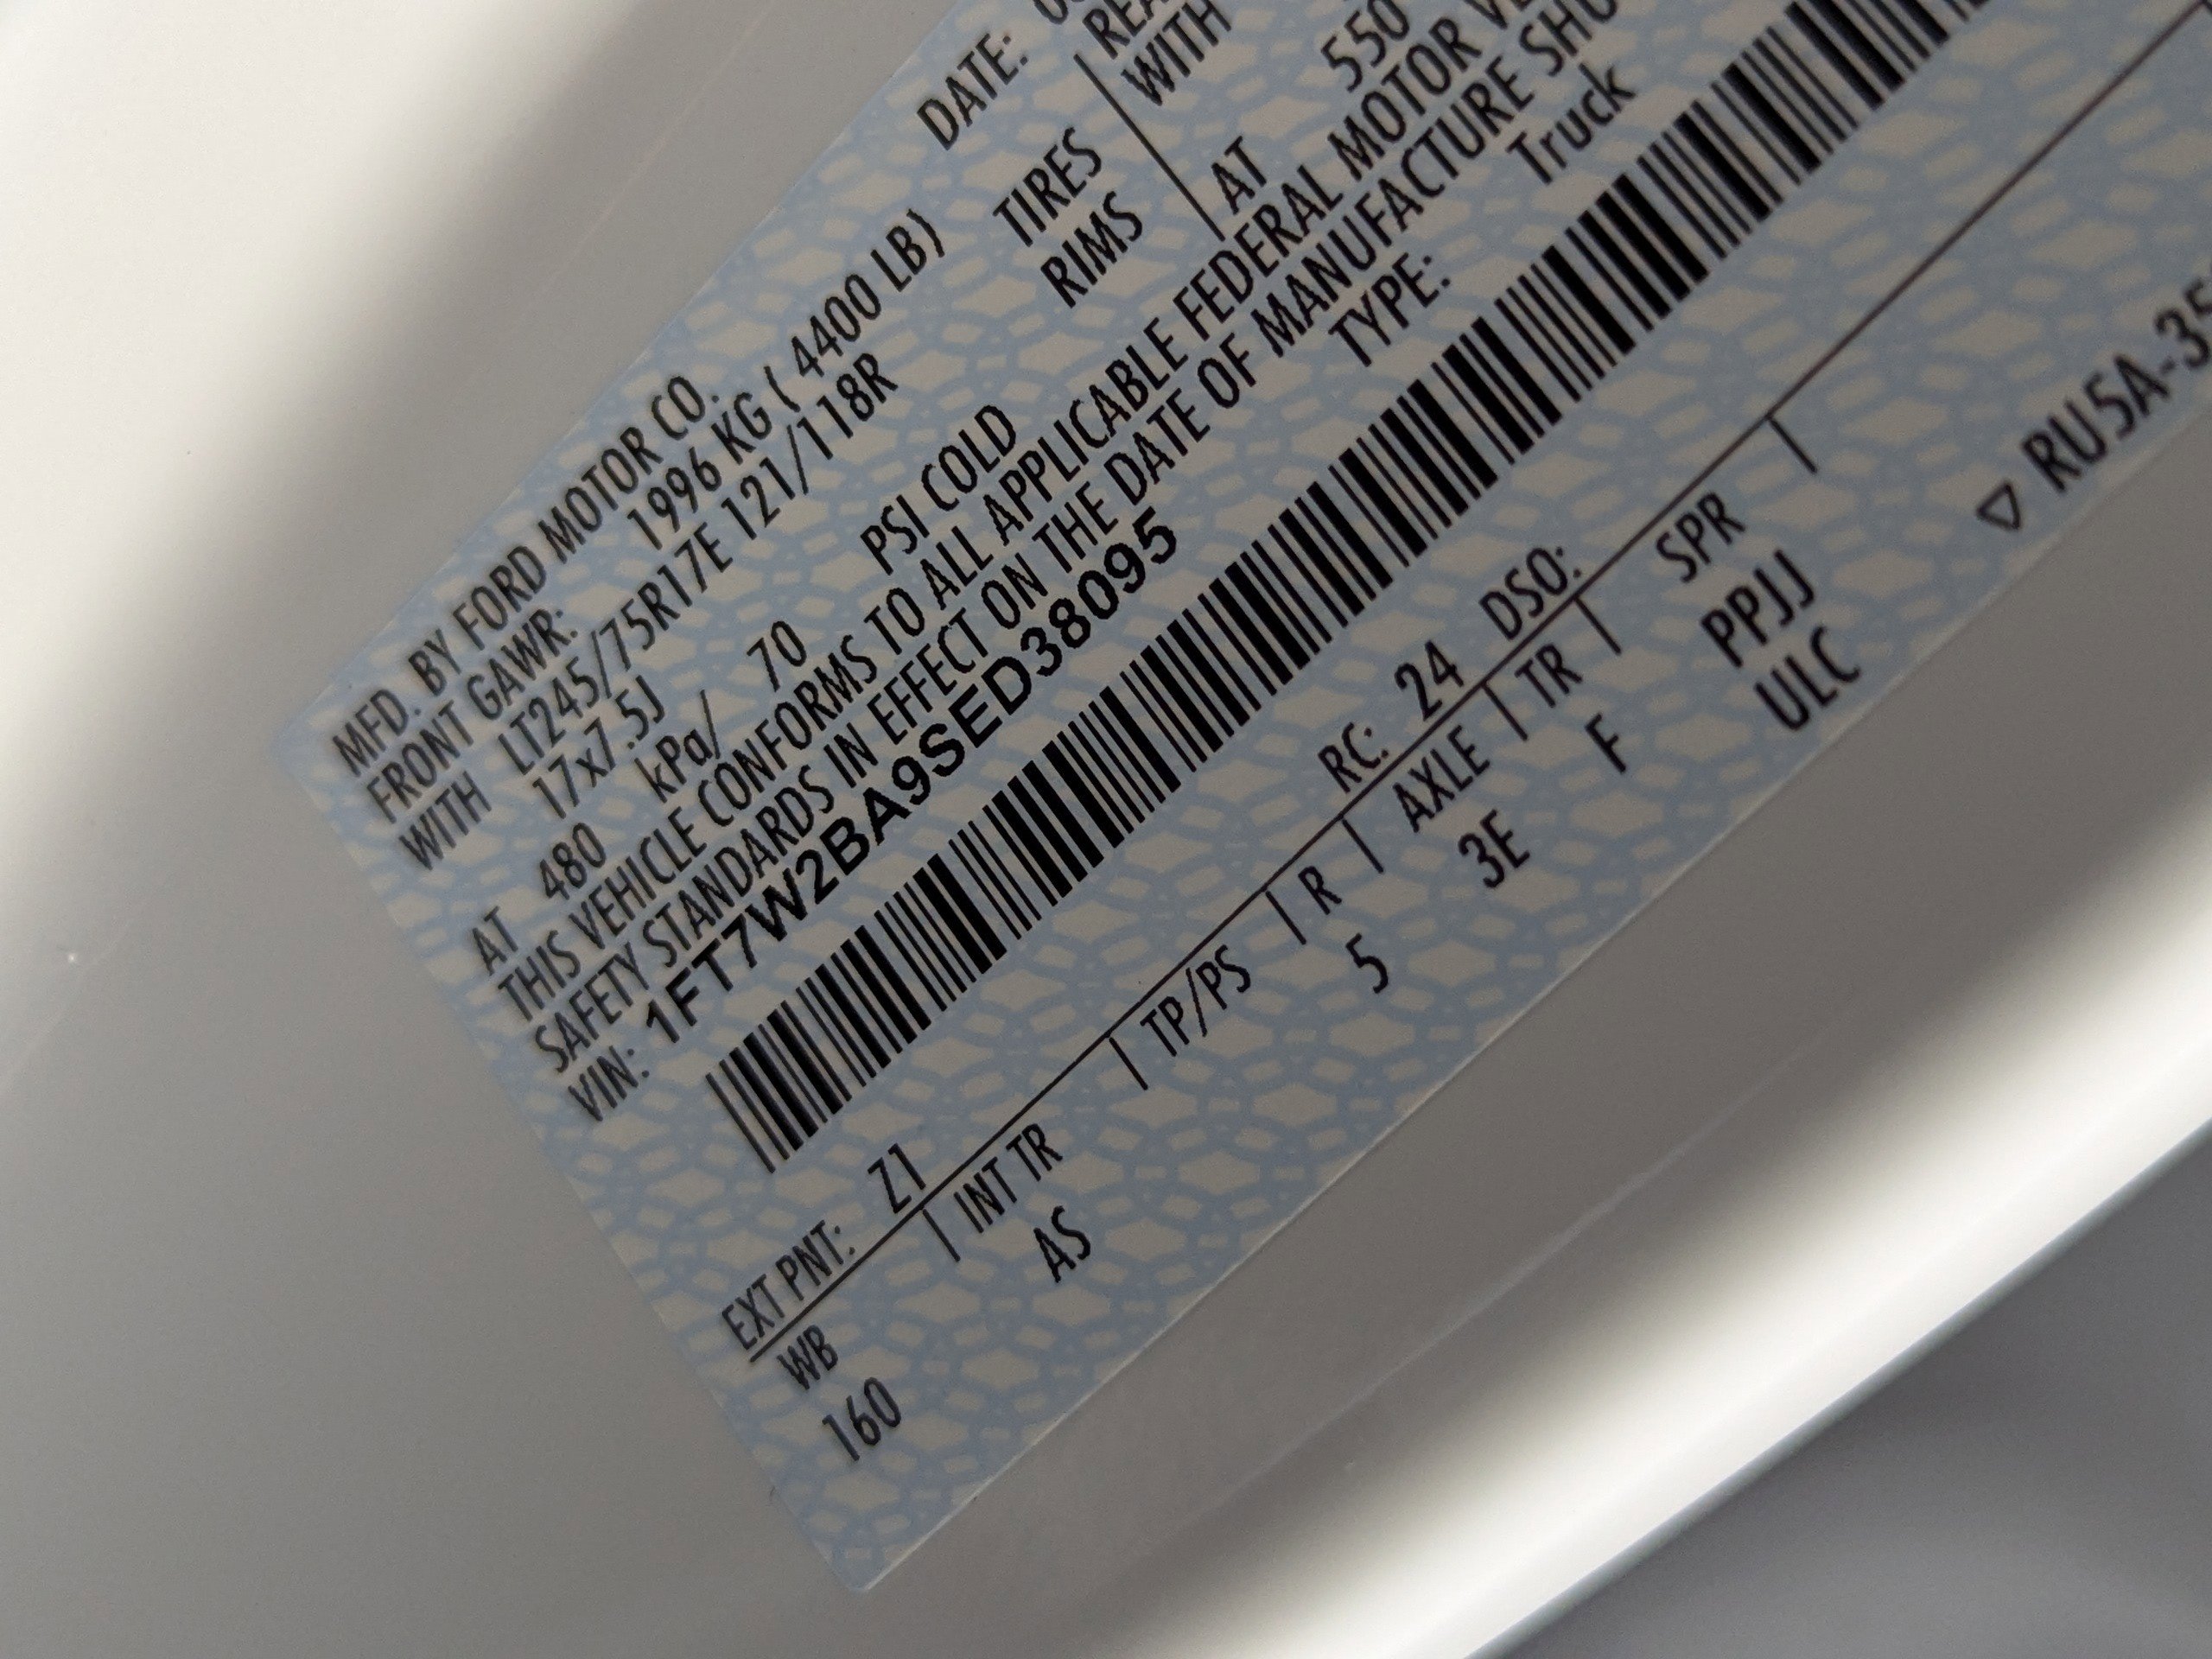 MFD. BY FORD MOTOR CO.
DATE:
FRONT GAWR: 1996 KG ( 4400 LB)
WITH LT245/75R17E 121/118R TIRES
WITH
17x7.5J RIMS
AT 480 kPa/ 70 PSI COLD
AT 550
THIS VEHICLE CONFORMS TO ALL APPLICABLE FEDERAL MOTOR
SAFETY STANDARDS IN EFFECT ON THE DATE OF MANUFACTURE
VIN: 1FT7W2BA9SED38095
TYPE: Truck
EXT PNT: Z1 RC: 24 DSO:
WB | INT TR | TP/PS | R | AXLE | TR | SPR |
160 AS 5 3E F PPJJ
ULC
▽ RU5A-35